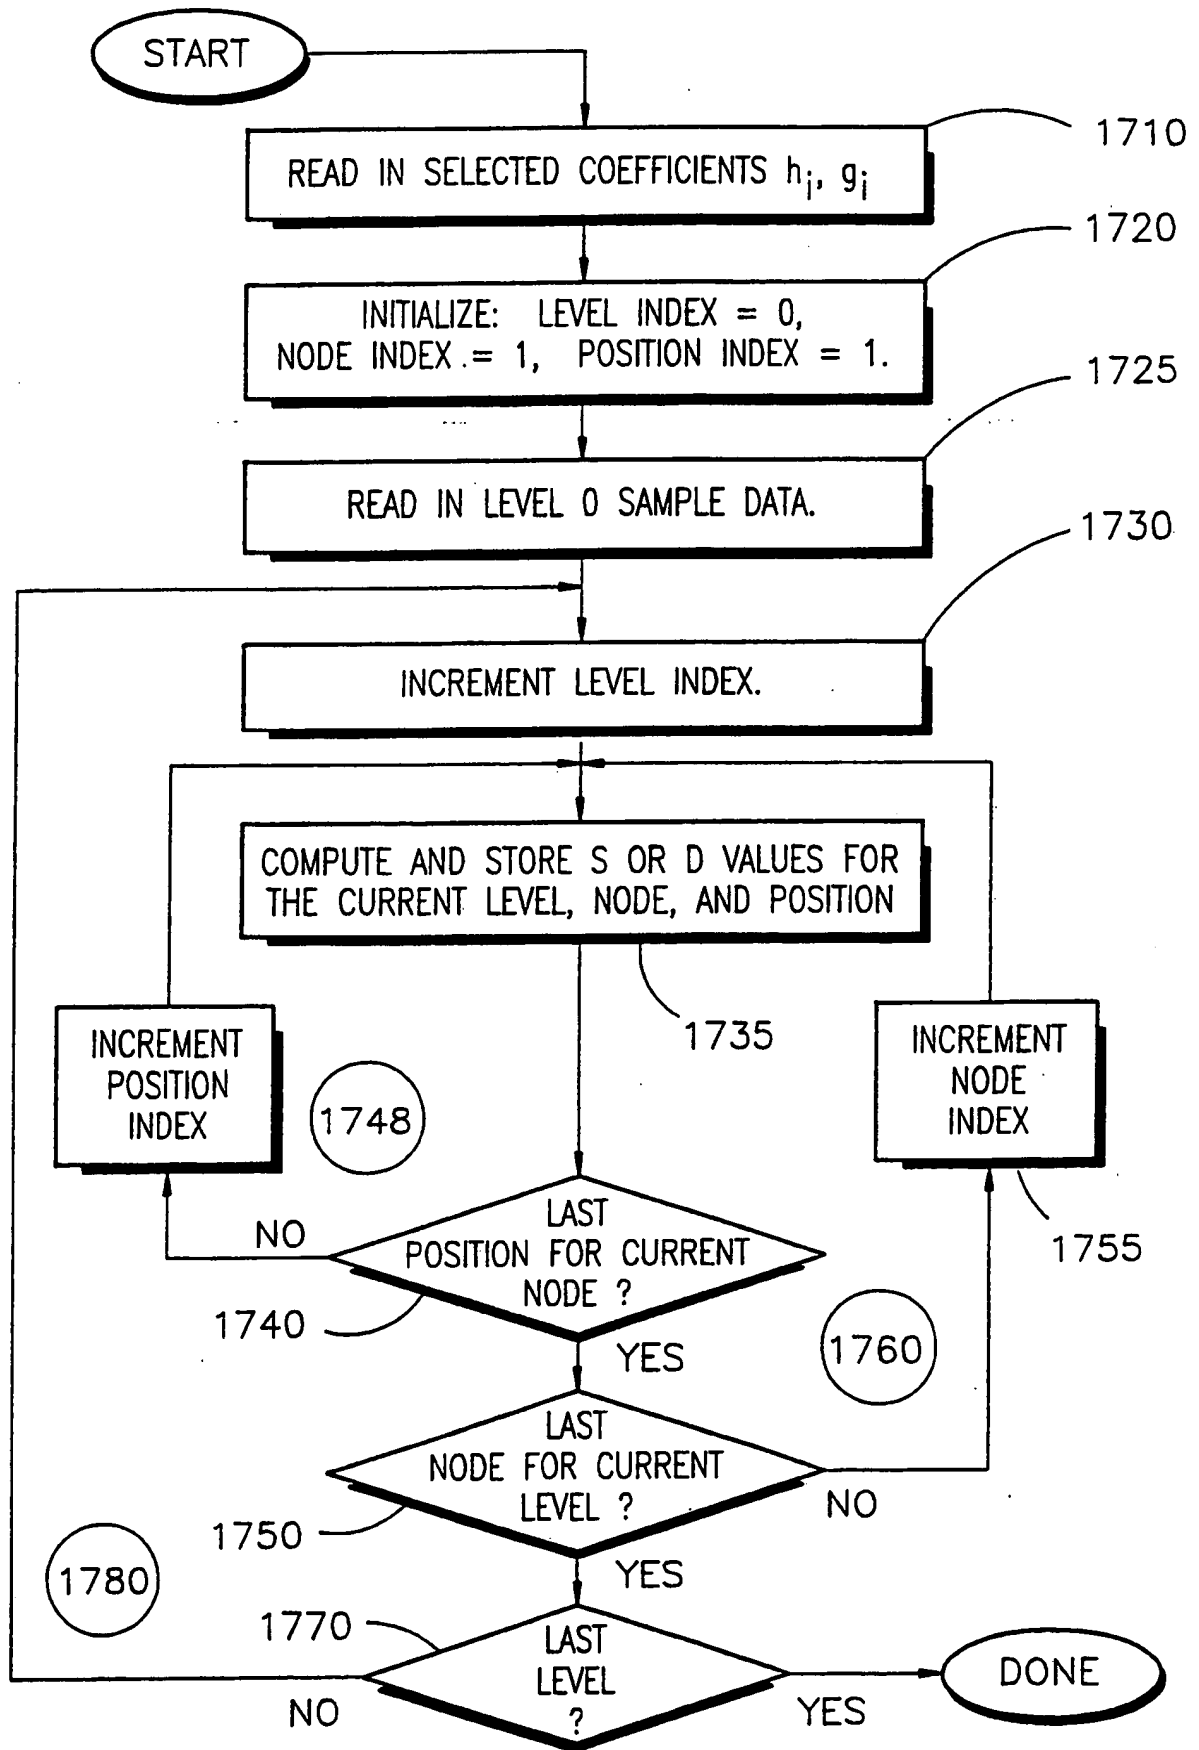 START
1710
READ IN SELECTED COEFFICIENTS hi, gi
1720
INITIALIZE: LEVEL INDEX = 0,
NODE INDEX = 1, POSITION INDEX = 1.
1725
READ IN LEVEL 0 SAMPLE DATA.
1730
INCREMENT LEVEL INDEX.
COMPUTE AND STORE S OR D VALUES FOR
THE CURRENT LEVEL, NODE, AND POSITION
1735
INCREMENT
POSITION
INDEX
1748
INCREMENT
NODE
INDEX
1755
NO
LAST
POSITION FOR CURRENT
NODE ?
1740
YES
1760
LAST
NODE FOR CURRENT
LEVEL ?
NO
1750
YES
1780
1770
LAST
LEVEL
?
NO
YES
DONE